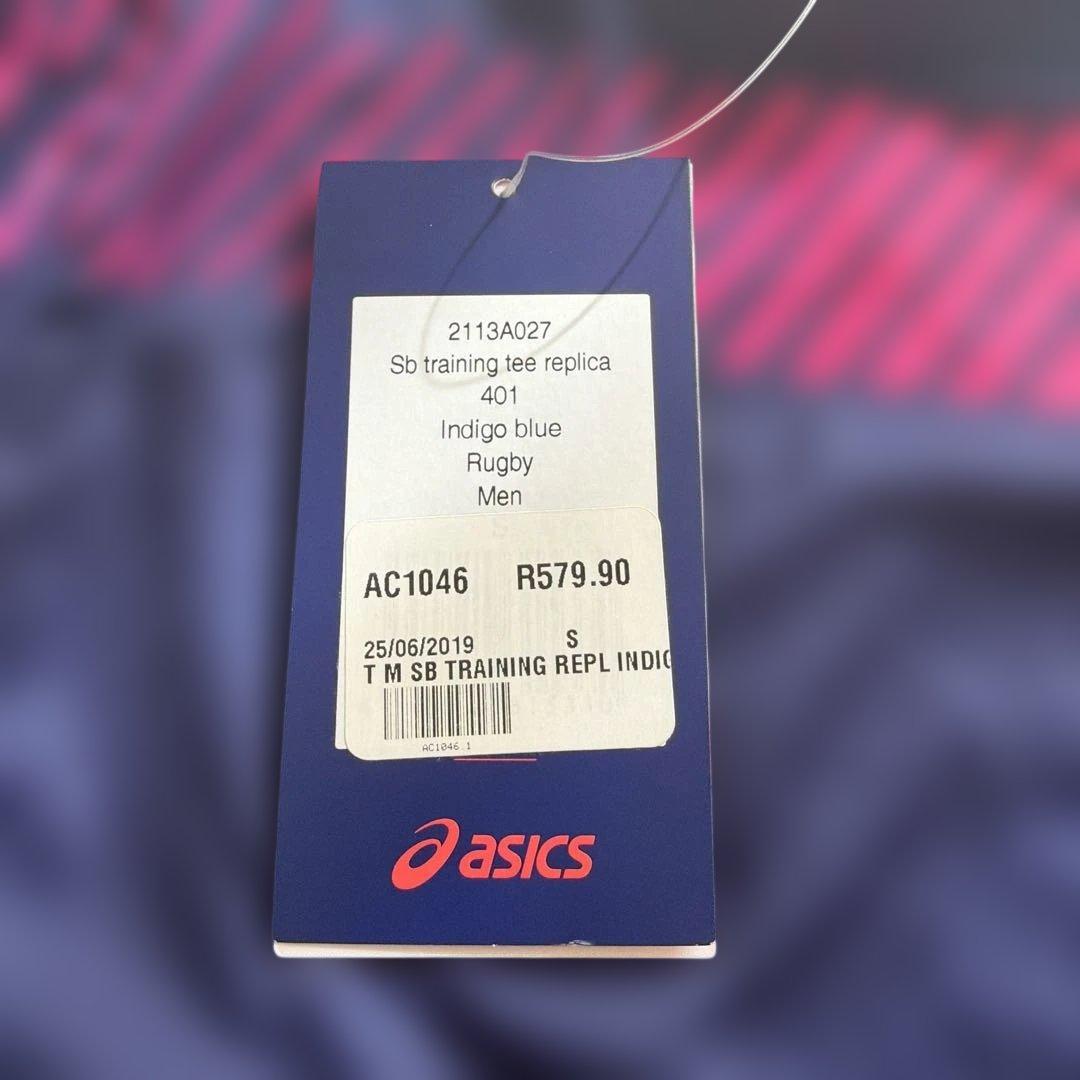 2113A027
Sb training tee replica
401
Indigo blue
Rugby
Men
S
AC1046 R579.90
25/06/2019 S
T M SB TRAINING REPL INDIG
AC1046.1
asics